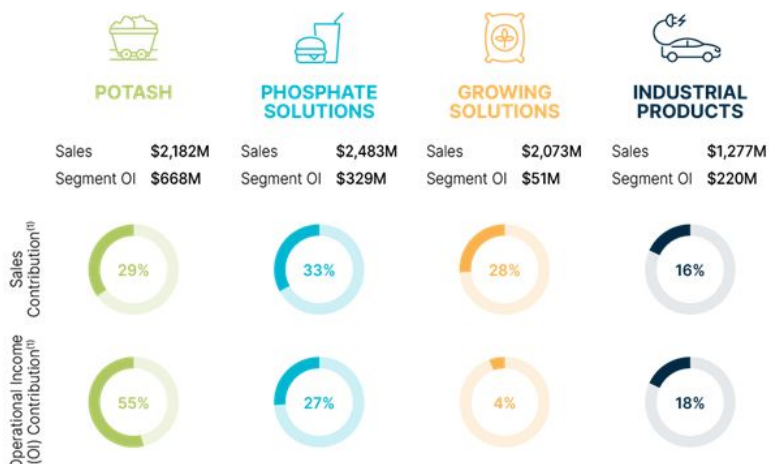 POTASH
PHOSPHATE
SOLUTIONS
GROWING
SOLUTIONS
INDUSTRIAL
PRODUCTS
Sales $2,182M
Segment OI $668M
Sales $2,483M
Segment OI $329M
Sales $2,073M
Segment OI $51M
Sales $1,277M
Segment OI $220M
Sales
Contribution(1)
29%
33%
28%
16%
Operational Income
(OI) Contribution(1)
55%
27%
4%
18%